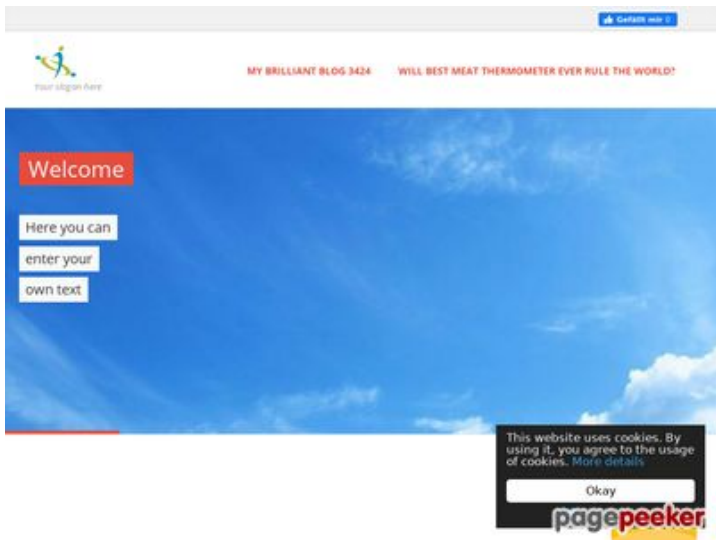 Gefällt mir 0
Your slogan here
MY BRILLIANT BLOG 3424
WILL BEST MEAT THERMOMETER EVER RULE THE WORLD?
Welcome
Here you can
enter your
own text
This website uses cookies. By
using it, you agree to the usage
of cookies. More details
Okay
pagepeeker